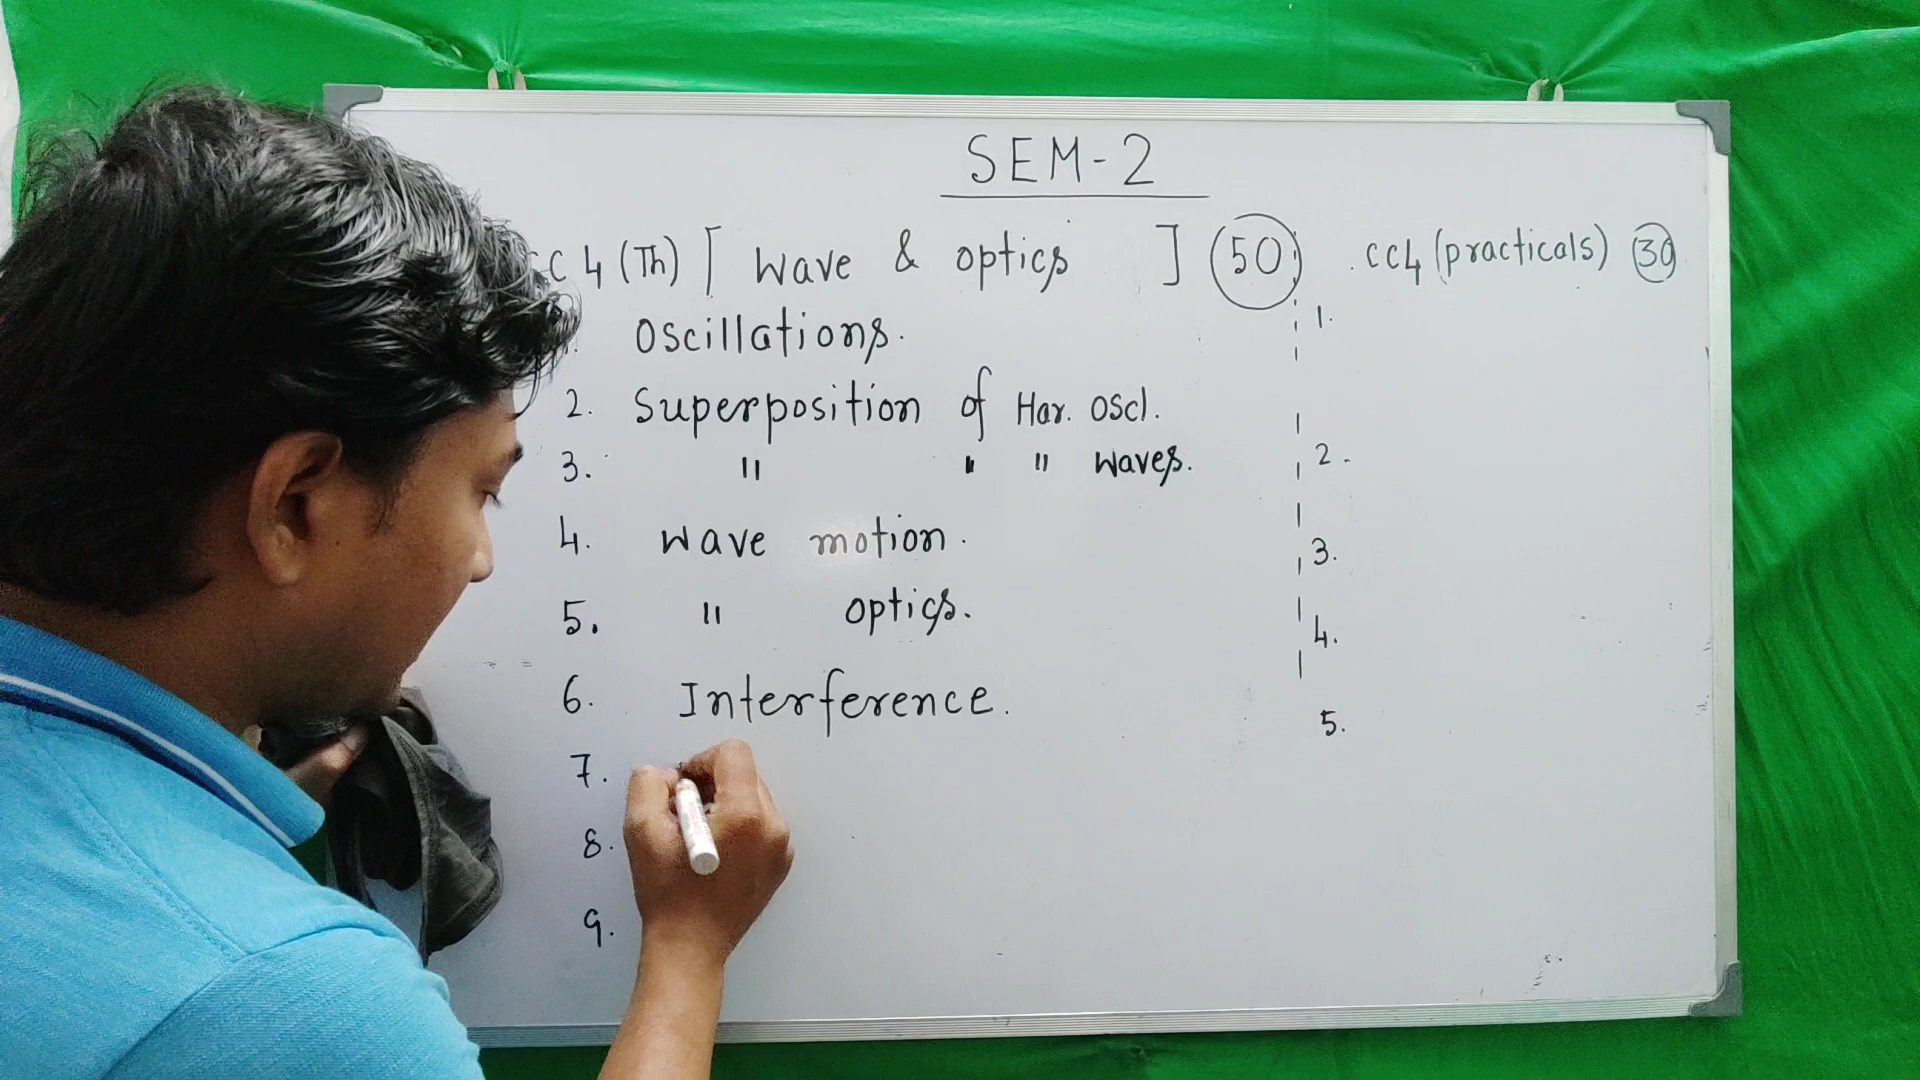 SEM-2
CC 4 (Th) [ Wave & optics ] (50)
Oscillations.
2. Superposition of Har. Oscl.
3. " " " Waves.
4. Wave motion.
5. " optics.
6. Interference.
7.
8.
9.
CC4 (practicals) (30)
1.
2.
3.
4.
5.